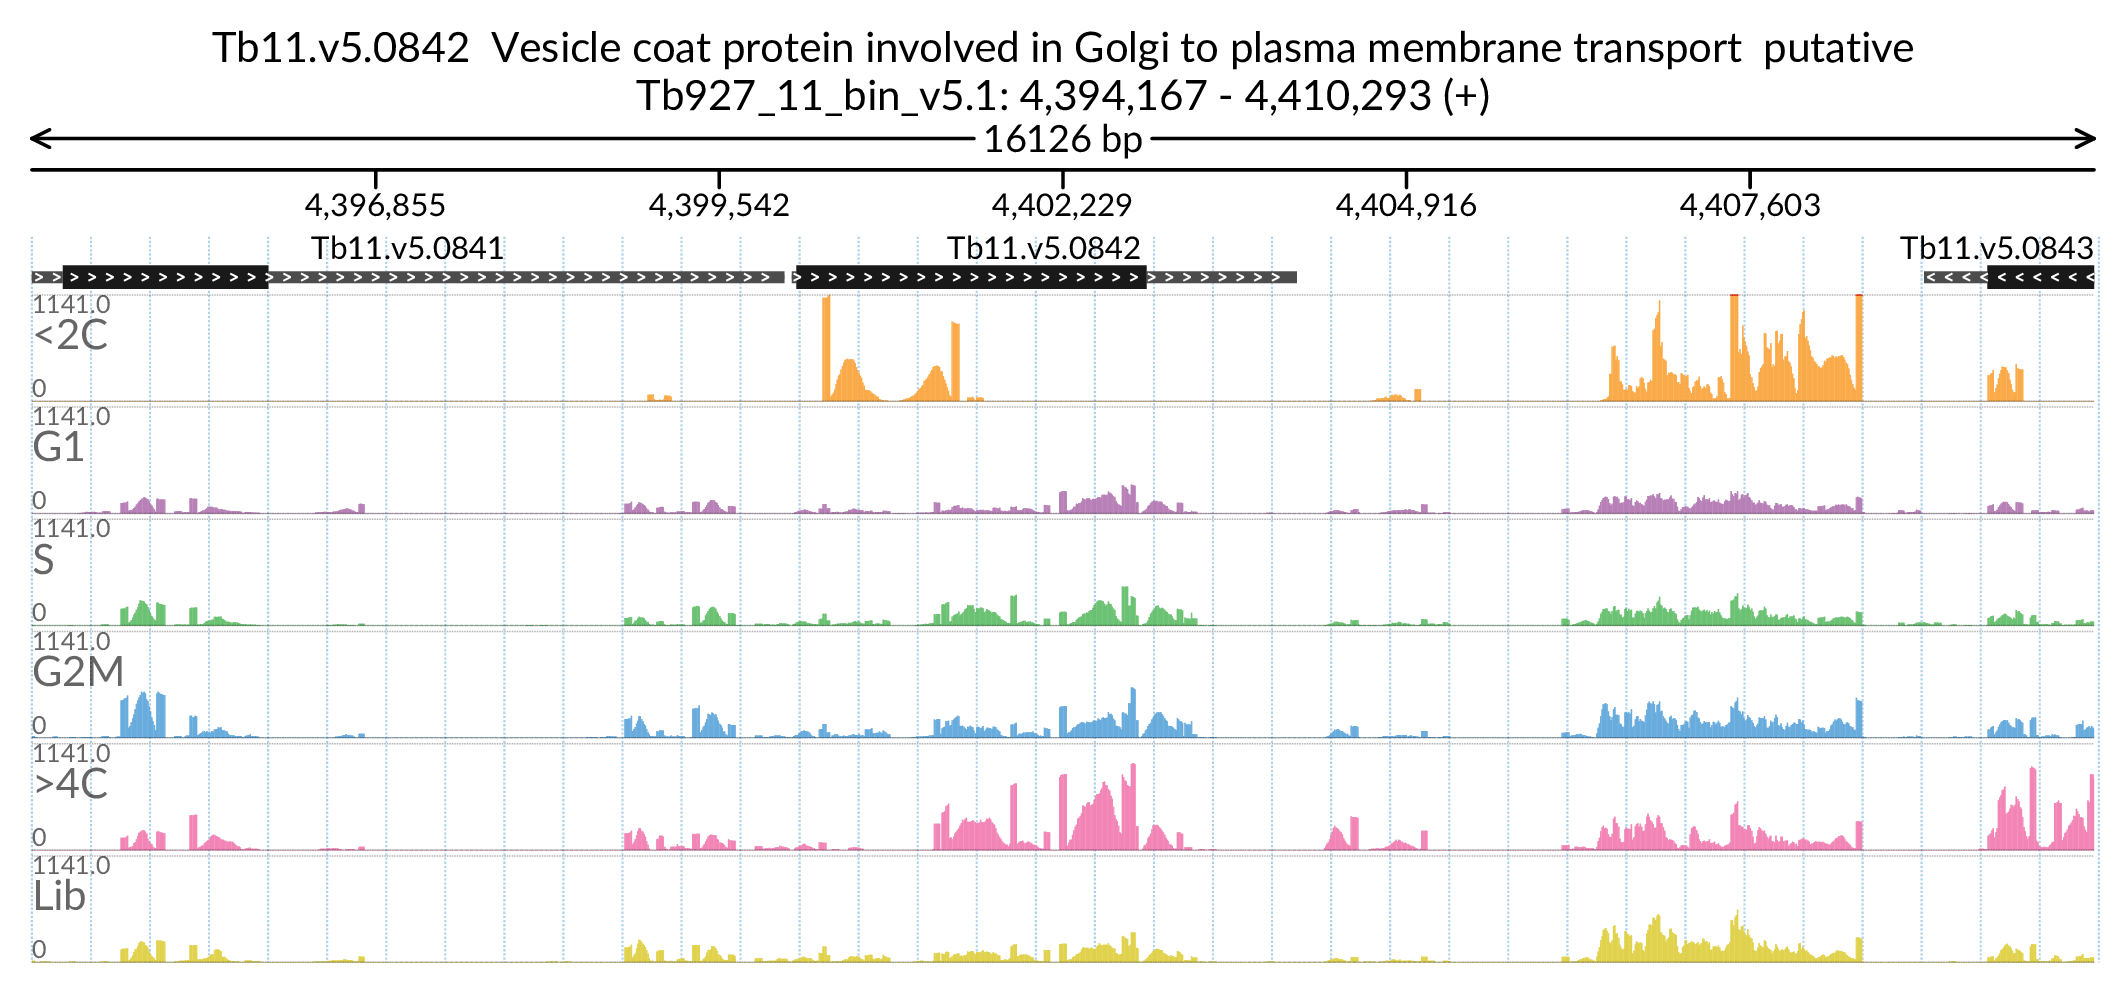 Tb11.v5.0842  Vesicle coat protein involved in Golgi to plasma membrane transport  putative
Tb927_11_bin_v5.1: 4,394,167 - 4,410,293 (+)
16126 bp
4,396,855 4,399,542 4,402,229 4,404,916 4,407,603
Tb11.v5.0841 Tb11.v5.0842 Tb11.v5.0843
1141.0
<2C
0
1141.0
G1
0
1141.0
S
0
1141.0
G2M
0
1141.0
>4C
0
1141.0
Lib
0